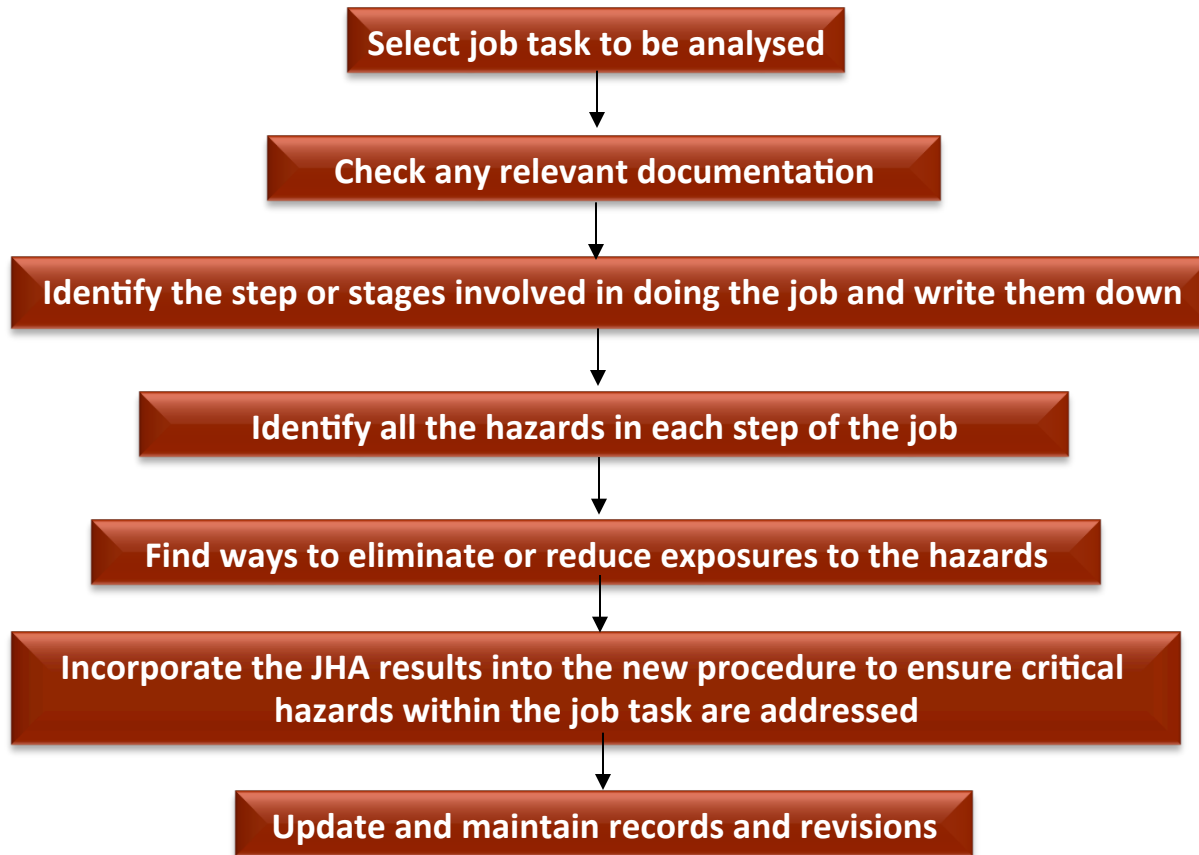 Select job task to be analysed
Check any relevant documentation
Identify the step or stages involved in doing the job and write them down
Identify all the hazards in each step of the job
Find ways to eliminate or reduce exposures to the hazards
Incorporate the JHA results into the new procedure to ensure critical
hazards within the job task are addressed
Update and maintain records and revisions